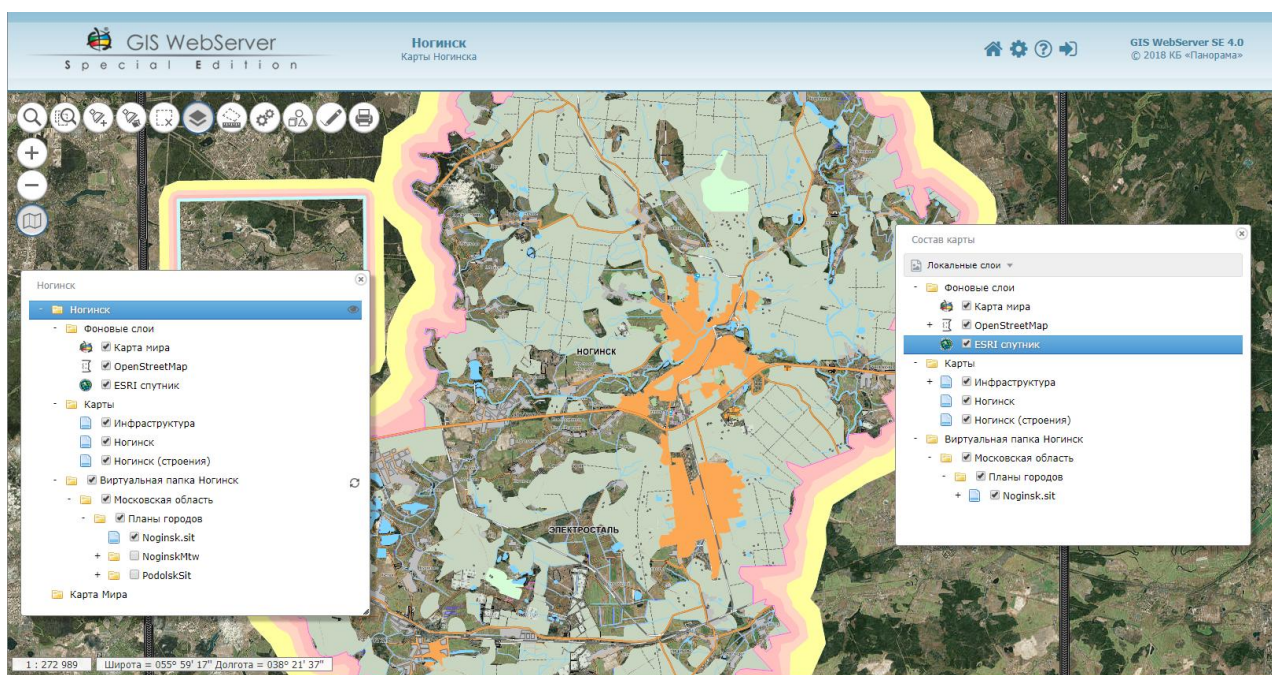 GIS WebServer
Special Edition
Ногинск
Карты Ногинска
GIS WebServer SE 4.0
© 2018 КБ «Панорама»
НОГИНСК
ЭЛЕКТРОСТАЛЬ
Ногинск
- Ногинск
- Фоновые слои
Карта мира
OpenStreetMap
ESRI спутник
- Карты
Инфраструктура
Ногинск
Ногинск (строения)
- Виртуальная папка Ногинск
- Московская область
- Планы городов
Noginsk.sit
+ NoginskMtw
+ PodolskSit
Карта Мира
Состав карты
Локальные слои
- Фоновые слои
Карта мира
+ OpenStreetMap
ESRI спутник
- Карты
+ Инфраструктура
Ногинск
Ногинск (строения)
- Виртуальная папка Ногинск
- Московская область
- Планы городов
+ Noginsk.sit
1 : 272 989
Широта = 055° 59' 17" Долгота = 038° 21' 37"